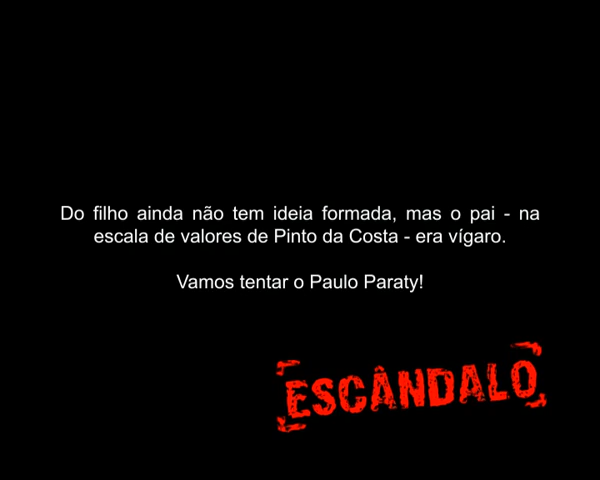 Do filho ainda não tem ideia formada, mas o pai - na
escala de valores de Pinto da Costa - era vígaro.
Vamos tentar o Paulo Paraty!
ESCÂNDALO